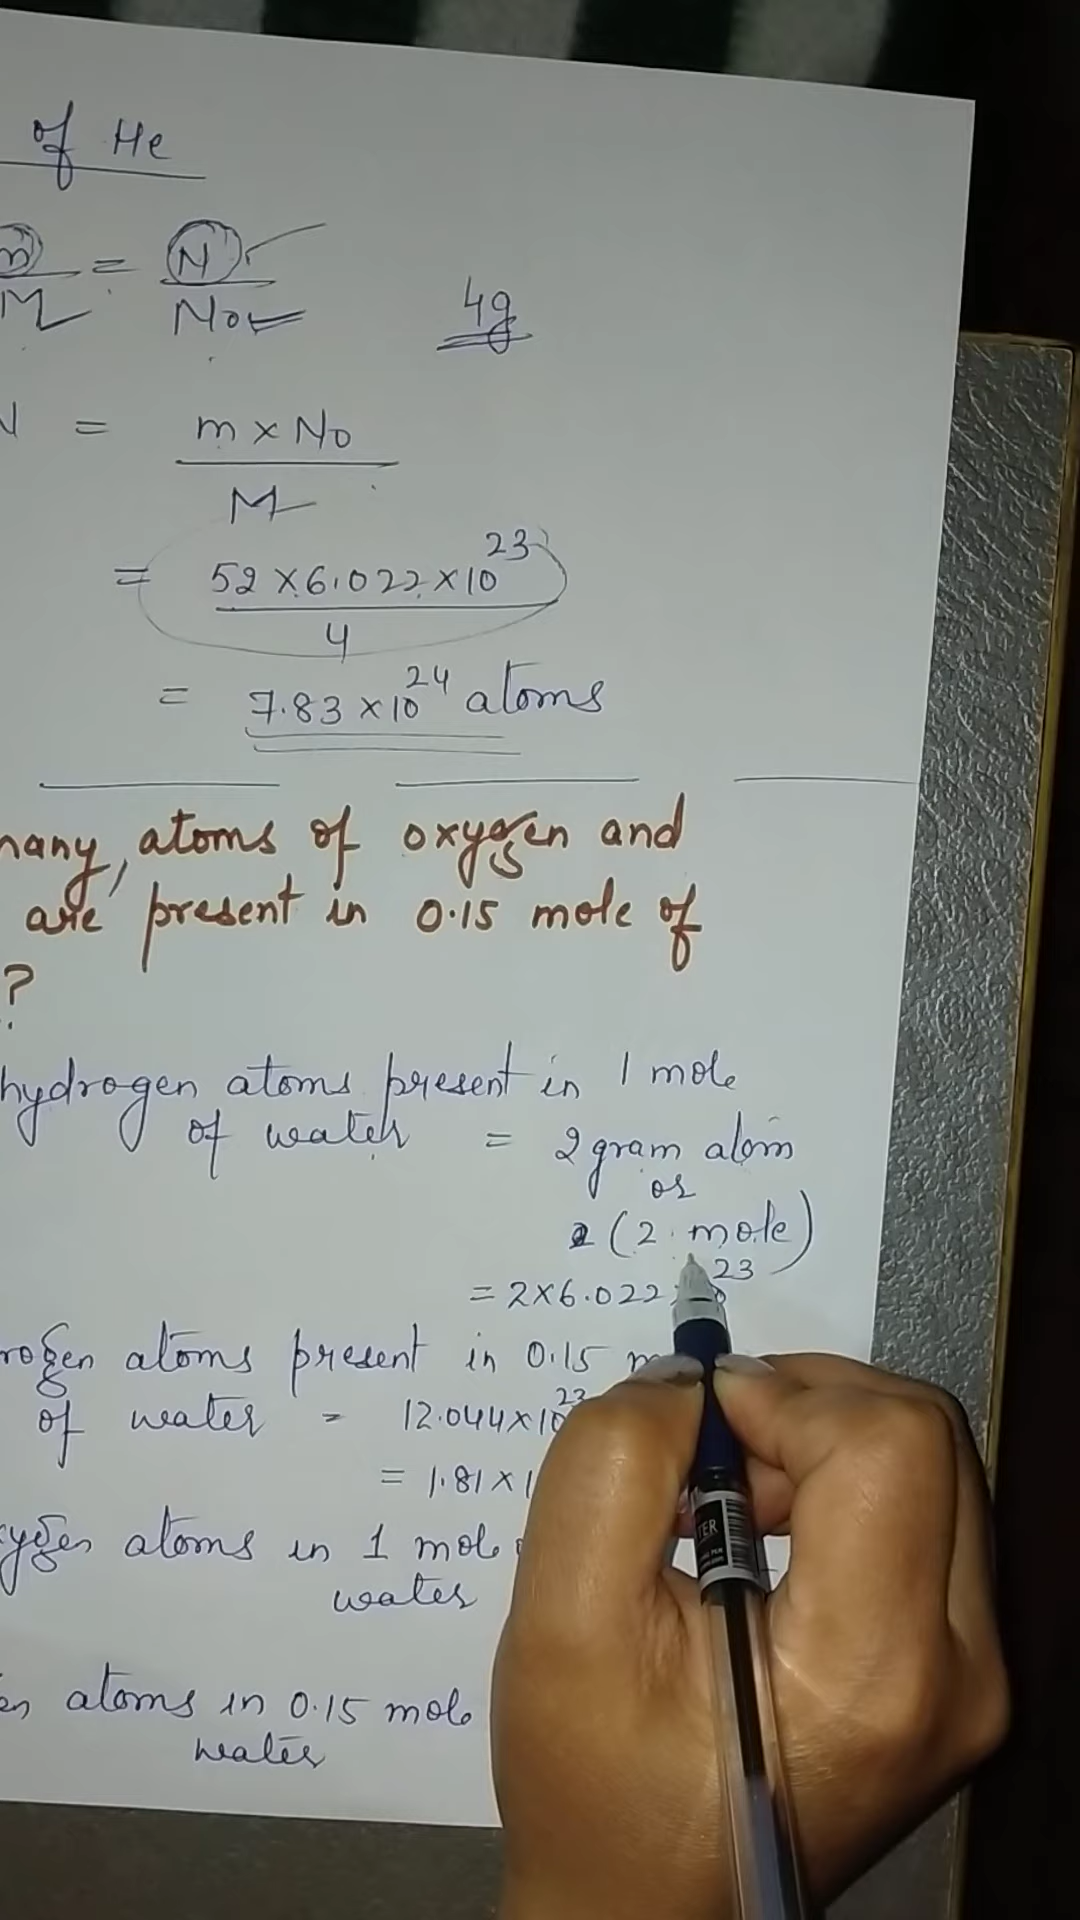 of He
m/M = N/No
4g
N = m × No / M
= 52 × 6.022 × 10^23 / 4
= 7.83 × 10^24 atoms
many, atoms of oxygen and
are present in 0.15 mole of
?
hydrogen atoms present in 1 mole
of water = 2 gram atom
or
2 (2 mole)
= 2×6.022 23
rogen atoms present in 0.15 m
of water = 12.044×10^23
= 1.81×1
ygen atoms in 1 mole
water
en atoms in 0.15 mole
water